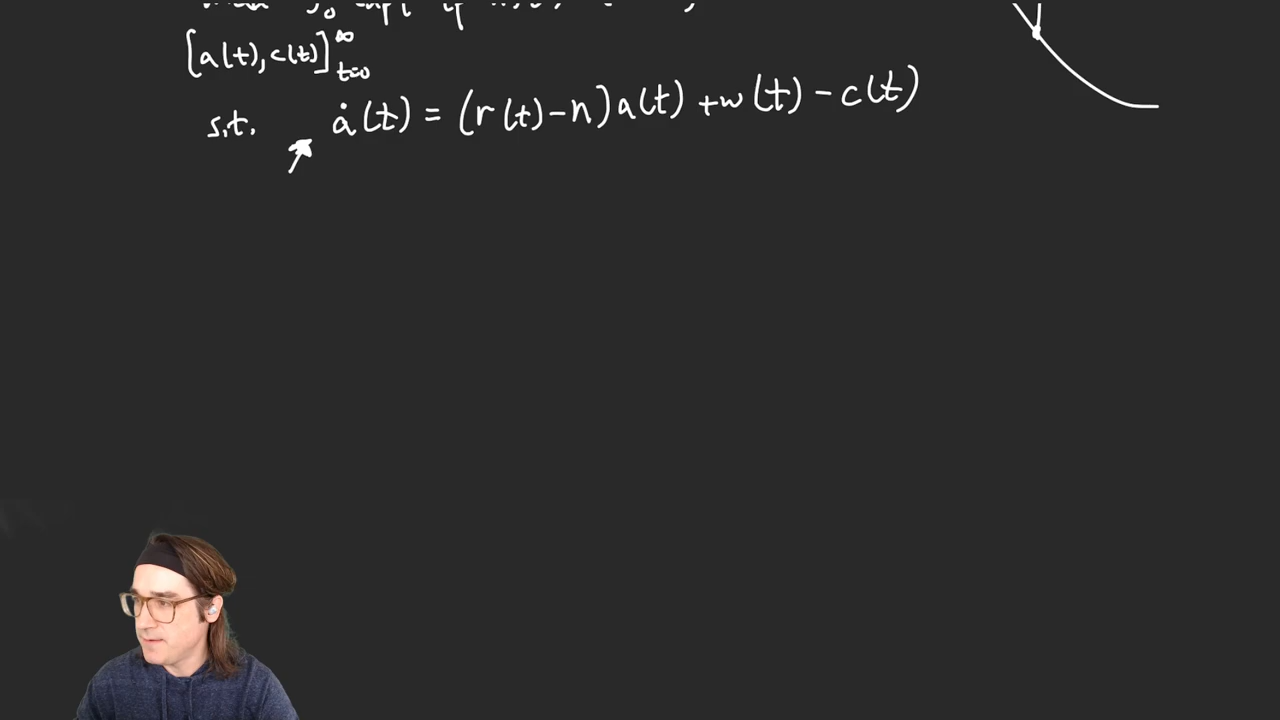 [a(t), c(t)]_{t=0}^∞
s.t. ȧ(t) = (r(t)-n)a(t) + w(t) - c(t)